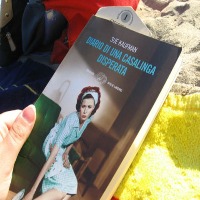 SUE KAUFMAN
DIARIO DI UNA CASALINGA
DISPERATA